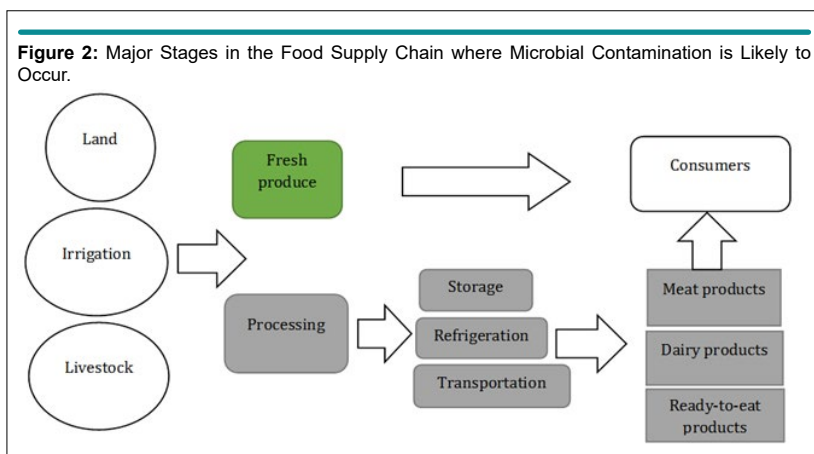 Figure 2: Major Stages in the Food Supply Chain where Microbial Contamination is Likely to
Occur.
Land
Fresh
produce
Consumers
Irrigation
Storage
Meat products
Processing
Refrigeration
Dairy products
Livestock
Transportation
Ready-to-eat
products